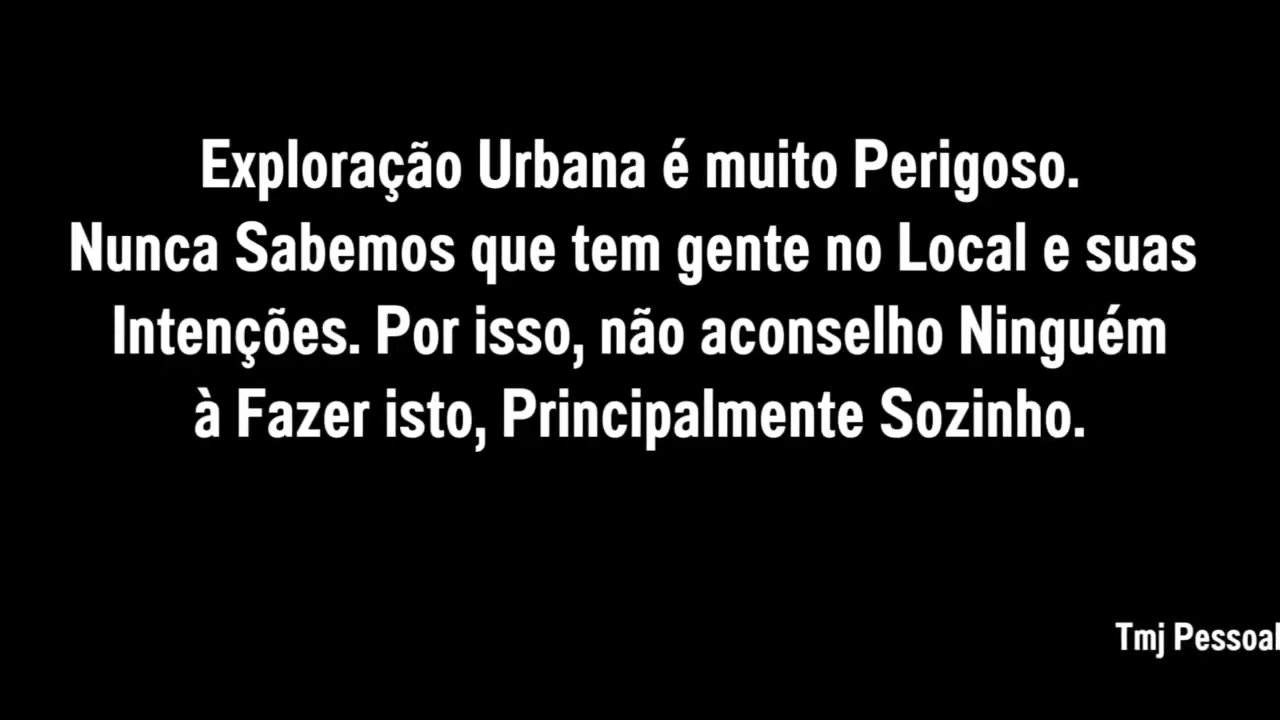 Exploração Urbana é muito Perigoso.
Nunca Sabemos que tem gente no Local e suas
Intenções. Por isso, não aconselho Ninguém
à Fazer isto, Principalmente Sozinho.
Tmj Pessoal